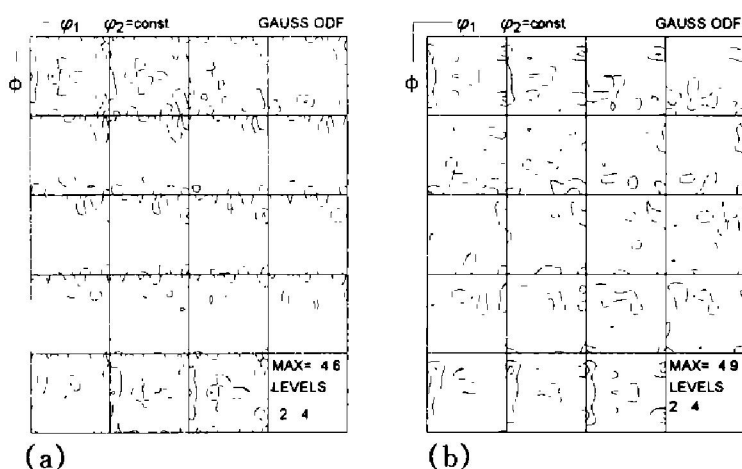 φ1 φ2=const GAUSS ODF
Φ
MAX= 4 6
LEVELS
2 4
(a)
φ1 φ2=const GAUSS ODF
Φ
MAX= 4 9
LEVELS
2 4
(b)